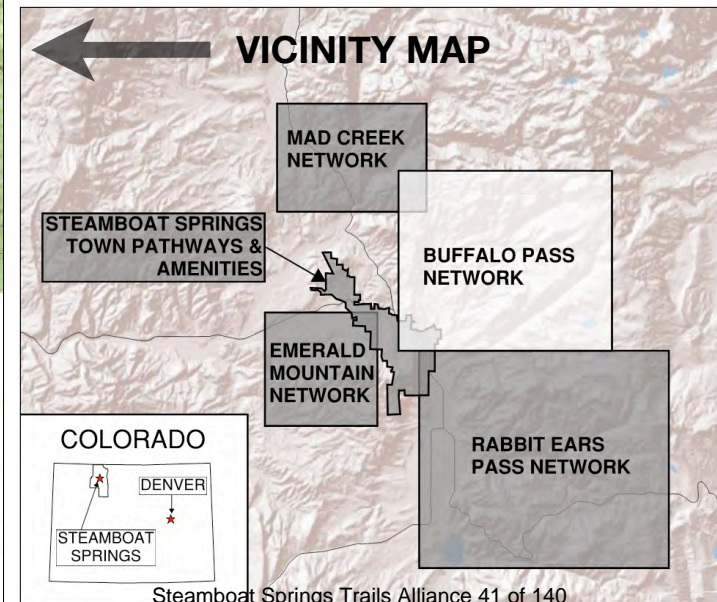 VICINITY MAP
MAD CREEK
NETWORK
STEAMBOAT SPRINGS
TOWN PATHWAYS &
AMENITIES
BUFFALO PASS
NETWORK
EMERALD
MOUNTAIN
NETWORK
RABBIT EARS
PASS NETWORK
COLORADO
DENVER
STEAMBOAT
SPRINGS
Steamboat Springs Trails Alliance 41 of 140